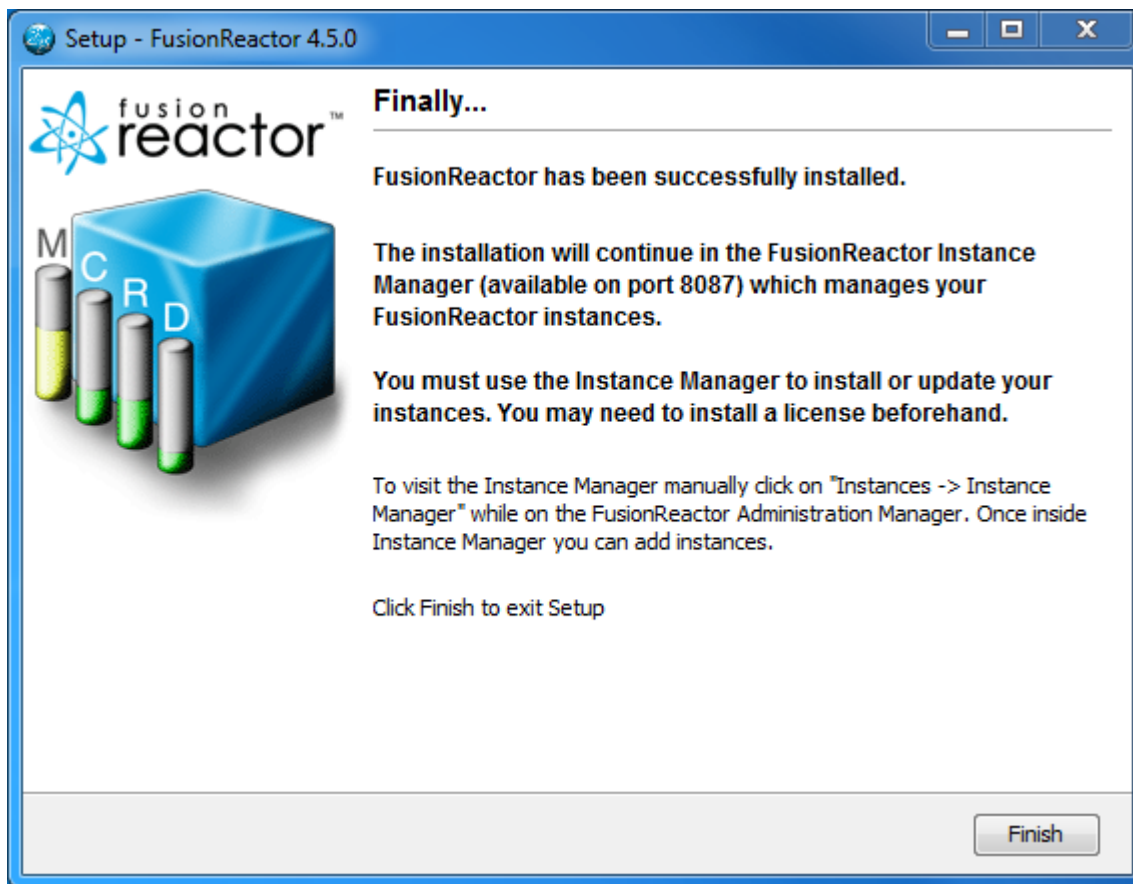 Setup - FusionReactor 4.5.0
fusion
reactor™
M
C
R
D
Finally...
FusionReactor has been successfully installed.
The installation will continue in the FusionReactor Instance
Manager (available on port 8087) which manages your
FusionReactor instances.
You must use the Instance Manager to install or update your
instances. You may need to install a license beforehand.
To visit the Instance Manager manually click on "Instances -> Instance
Manager" while on the FusionReactor Administration Manager. Once inside
Instance Manager you can add instances.
Click Finish to exit Setup
Finish